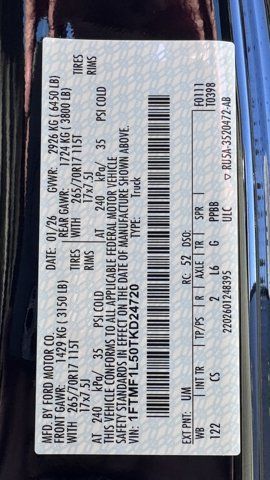 MFD. BY FORD MOTOR CO.
DATE: 01/26 GVWR: 2926 KG ( 6450 LB)
FRONT GAWR: 1429 KG ( 3150 LB) REAR GAWR: 1724 KG ( 3800 LB)
WITH 265/70R17 115T TIRES WITH 265/70R17 115T TIRES
17x7.5J RIMS 17x7.5J RIMS
AT 240 kPa/ 35 PSI COLD AT 240 kPa/ 35 PSI COLD
THIS VEHICLE CONFORMS TO ALL APPLICABLE FEDERAL MOTOR VEHICLE
SAFETY STANDARDS IN EFFECT ON THE DATE OF MANUFACTURE SHOWN ABOVE.
1FTMF1L50TKD24720 TYPE: Truck
F0111
T0398
EXT PNT: UM RC: 52 DSO:
WB TP/PS R AXLE TR SPR
122 CS 2 L6 G PPBB
2202601248395 ULC
RU5A-3520472-AB